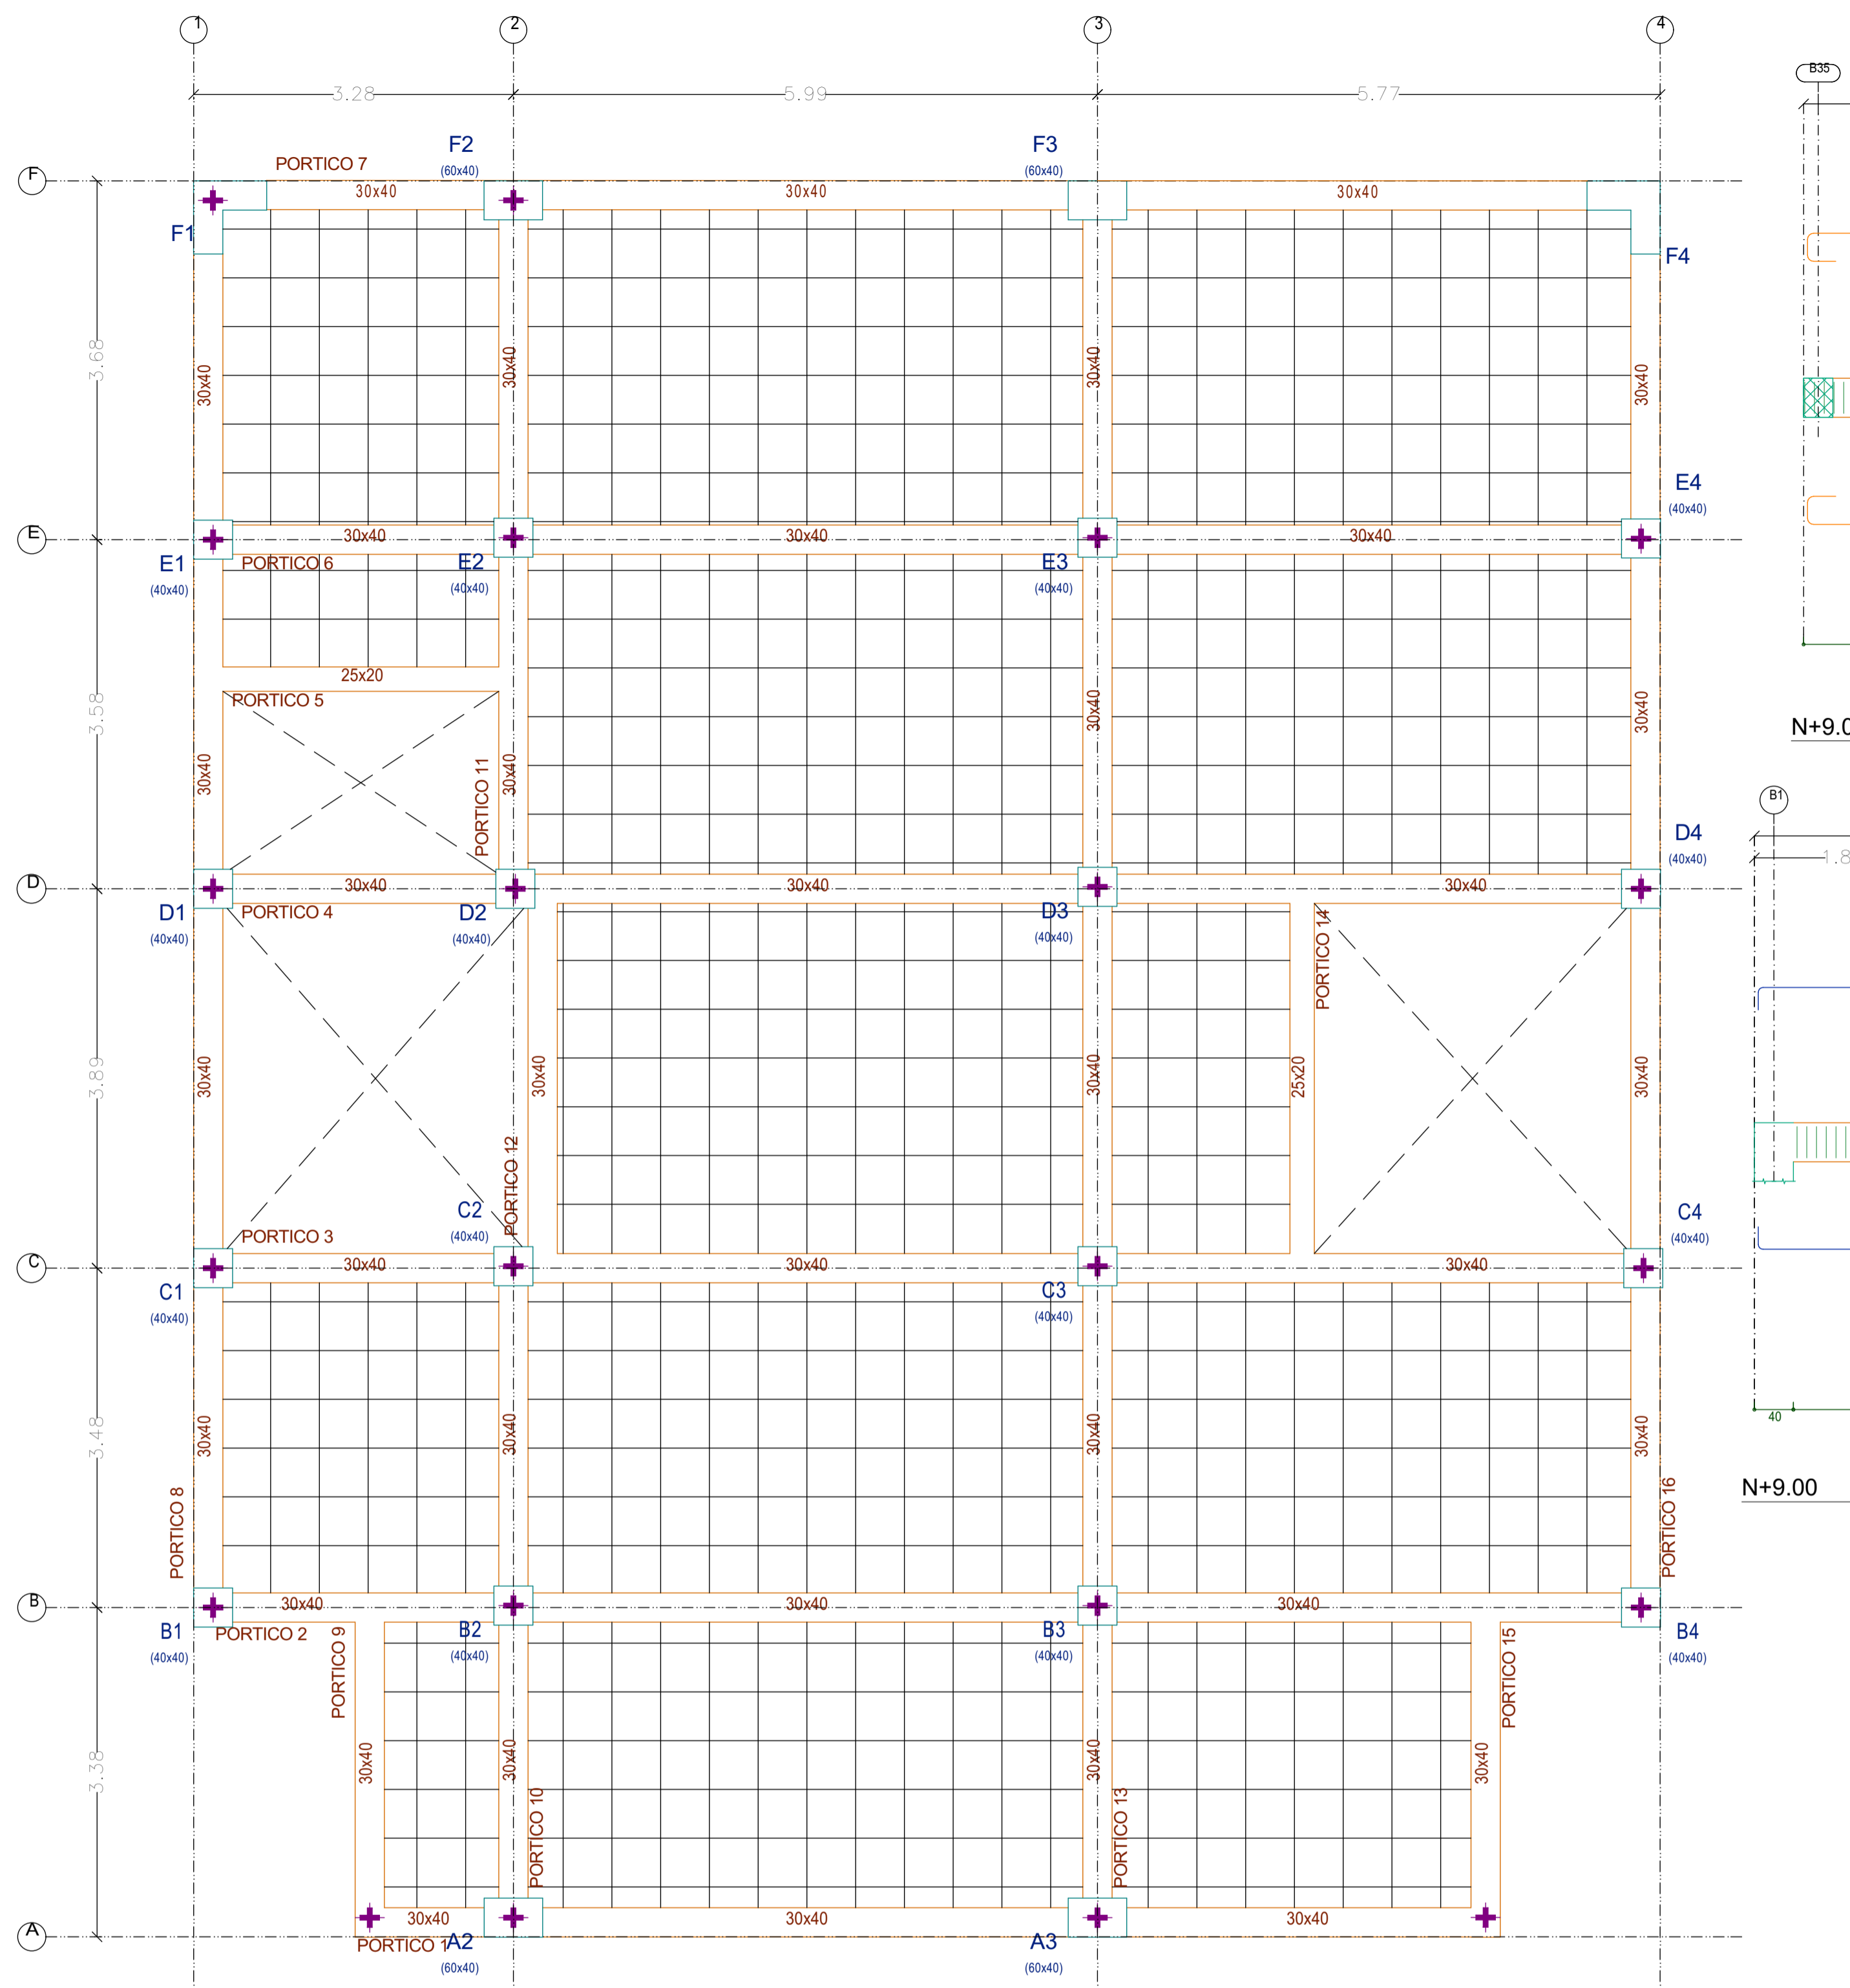 1
2
3
4
B35
3.28
5.99
5.77
F2
(60x40)
F3
(60x40)
PORTICO 7
F
30x40
30x40
30x40
F1
F4
3.68
30x40
30x40
30x40
30x40
E4
(40x40)
E
30x40
30x40
30x40
PORTICO 6
E1
(40x40)
E2
(40x40)
E3
(40x40)
25x20
PORTICO 5
3.58
30x40
PORTICO 11
30x40
30x40
30x40
N+9.0
B1
1.8
D4
(40x40)
D
30x40
30x40
30x40
D1
(40x40)
PORTICO 4
D2
(40x40)
D3
(40x40)
PORTICO 14
3.89
30x40
30x40
30x40
25x20
30x40
PORTICO 12
C2
(40x40)
C4
(40x40)
PORTICO 3
C
30x40
30x40
30x40
C1
(40x40)
C3
(40x40)
40
3.48
30x40
30x40
30x40
30x40
N+9.00
PORTICO 8
PORTICO 16
B
30x40
30x40
30x40
B1
(40x40)
PORTICO 2
PORTICO 9
B2
(40x40)
B3
(40x40)
PORTICO 15
B4
(40x40)
3.38
30x40
30x40
30x40
30x40
PORTICO 10
PORTICO 13
A
30x40
30x40
30x40
PORTICO 1
A2
(60x40)
A3
(60x40)